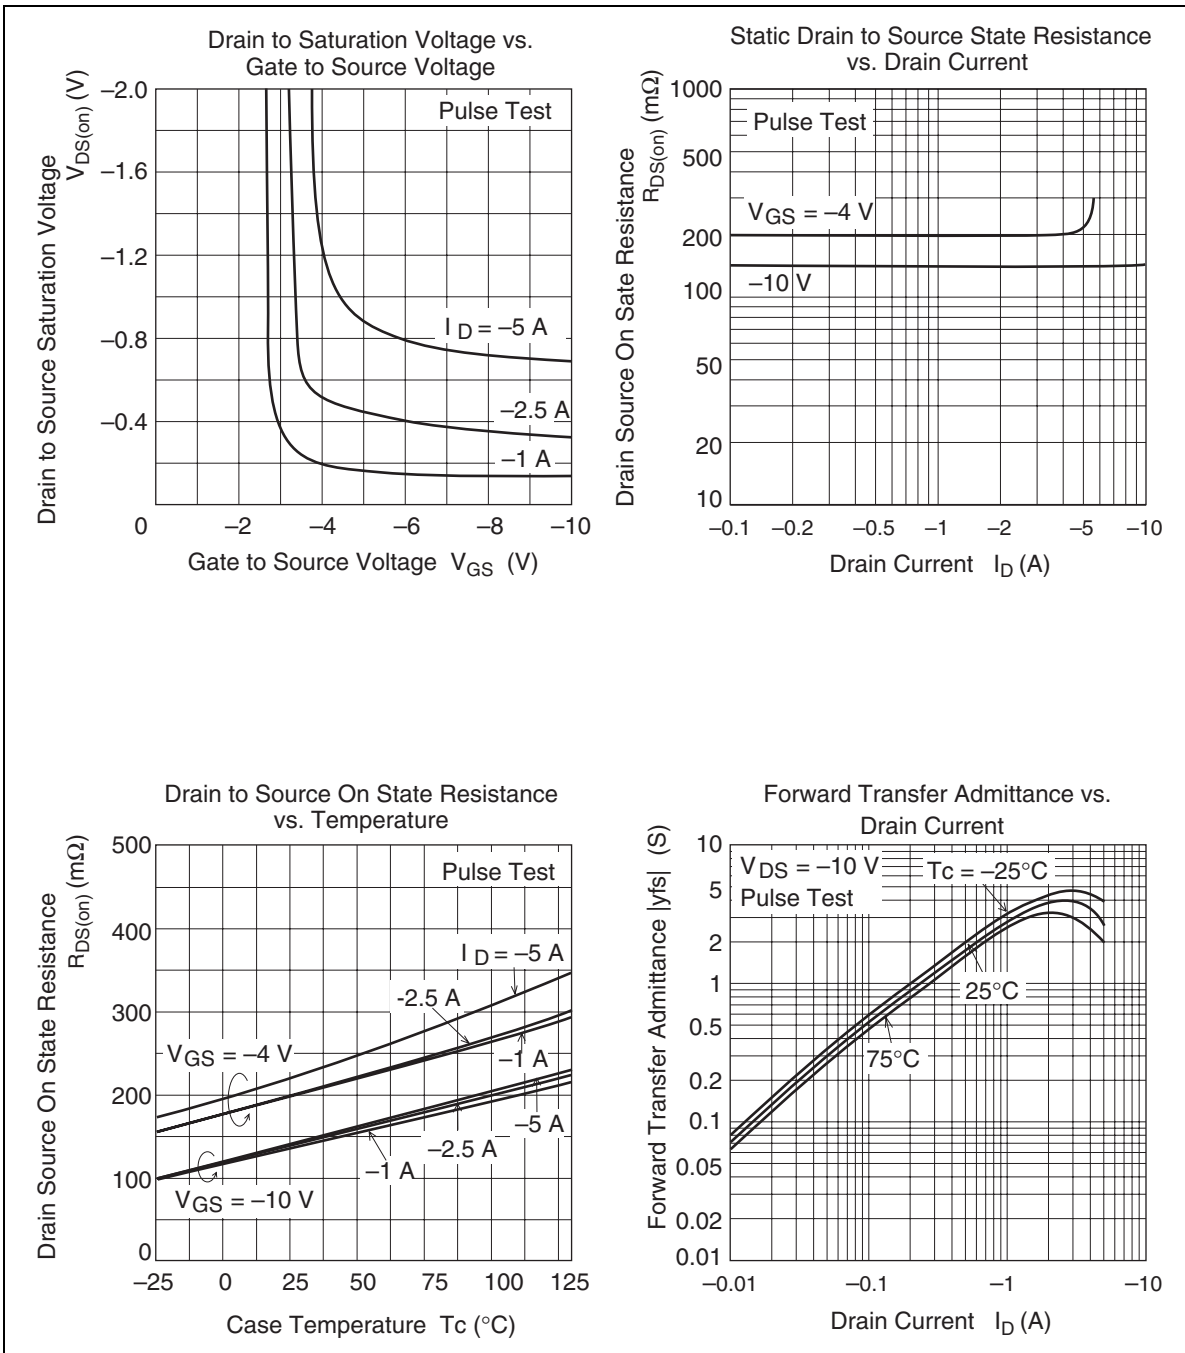 Drain to Saturation Voltage vs.
Gate to Source Voltage
Drain to Source Saturation Voltage
VDS(on) (V)
–2.0
–1.6
–1.2
–0.8
–0.4
0
–2
–4
–6
–8
–10
Pulse Test
I D = –5 A
–2.5 A
–1 A
Gate to Source Voltage VGS (V)
Static Drain to Source State Resistance
vs. Drain Current
Drain Source On Sate Resistance
RDS(on) (mΩ)
1000
500
200
100
50
20
10
Pulse Test
VGS = –4 V
–10 V
–0.1
–0.2
–0.5
–1
–2
–5
–10
Drain Current ID (A)
Drain to Source On State Resistance
vs. Temperature
Drain Source On State Resistance
RDS(on) (mΩ)
500
400
300
200
100
0
Pulse Test
I D = –5 A
-2.5 A
VGS = –4 V
–1 A
–5 A
–2.5 A
–1 A
VGS = –10 V
–25
0
25
50
75
100
125
Case Temperature Tc (°C)
Forward Transfer Admittance vs.
Drain Current
Forward Transfer Admittance |yfs| (S)
10
5
2
1
0.5
0.2
0.1
0.05
0.02
0.01
VDS = –10 V
Pulse Test
Tc = –25°C
25°C
75°C
–0.01
–0.1
–1
–10
Drain Current ID (A)